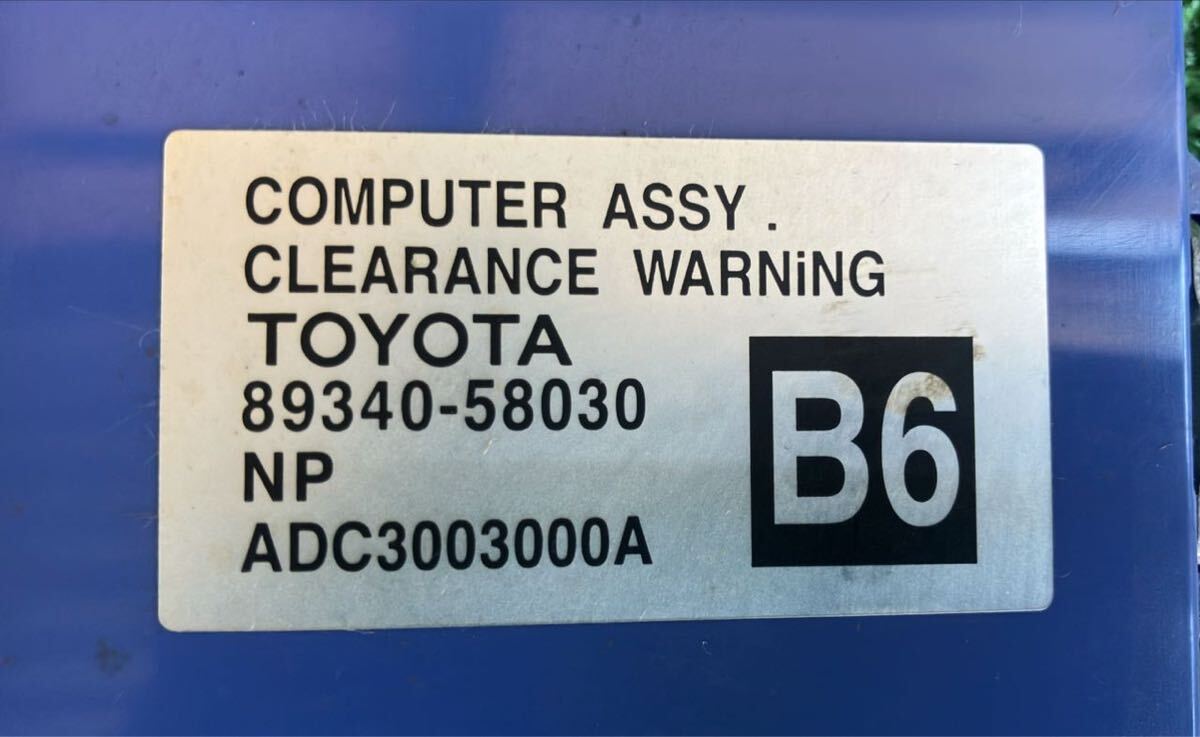 COMPUTER ASSY.
CLEARANCE WARNiNG
TOYOTA
89340-58030
NP
ADC3003000A
B6